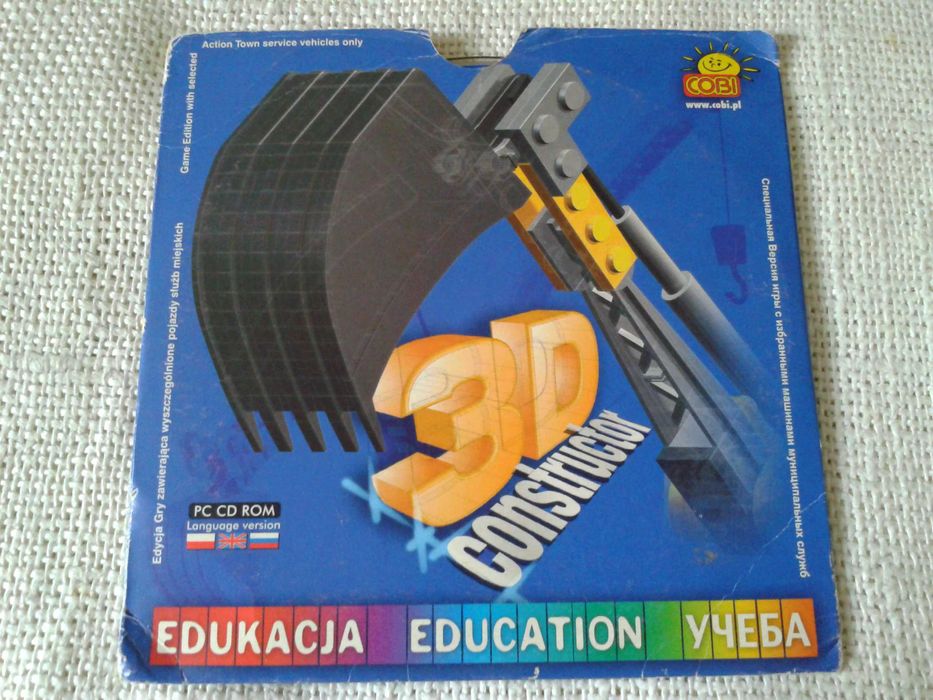 Action Town service vehicles only
Game Edition with selected
COBI
www.cobi.pl
Edycja Gry zawierająca wyszczególnione pojazdy służb miejskich
Специальная Версия игры с избранными машинами муниципальных служб
3D
constructor
PC CD ROM
Language version
EDUKACJA EDUCATION УЧЕБА